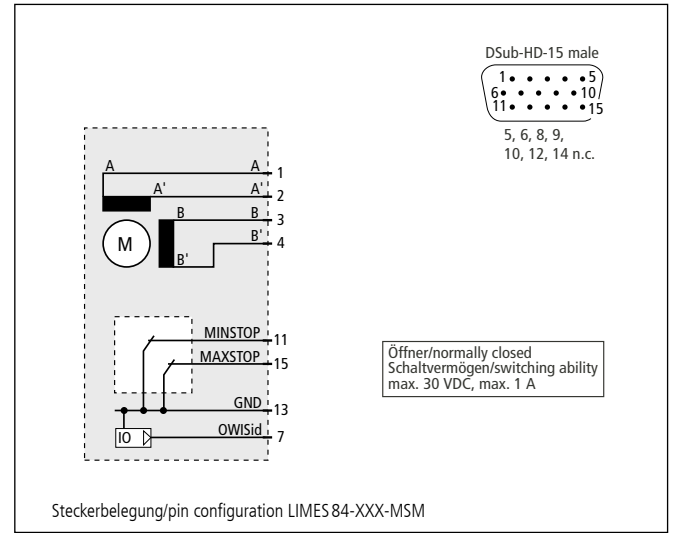 DSub-HD-15 male
1 5
6 10
11 15
5, 6, 8, 9,
10, 12, 14 n.c.
A A 1
A' A' 2
B B 3
M B' 4
B'
MINSTOP 11
MAXSTOP 15
GND 13
IO OWISid 7
Öffner/normally closed
Schaltvermögen/switching ability
max. 30 VDC, max. 1 A
Steckerbelegung/pin configuration LIMES 84-XXX-MSM